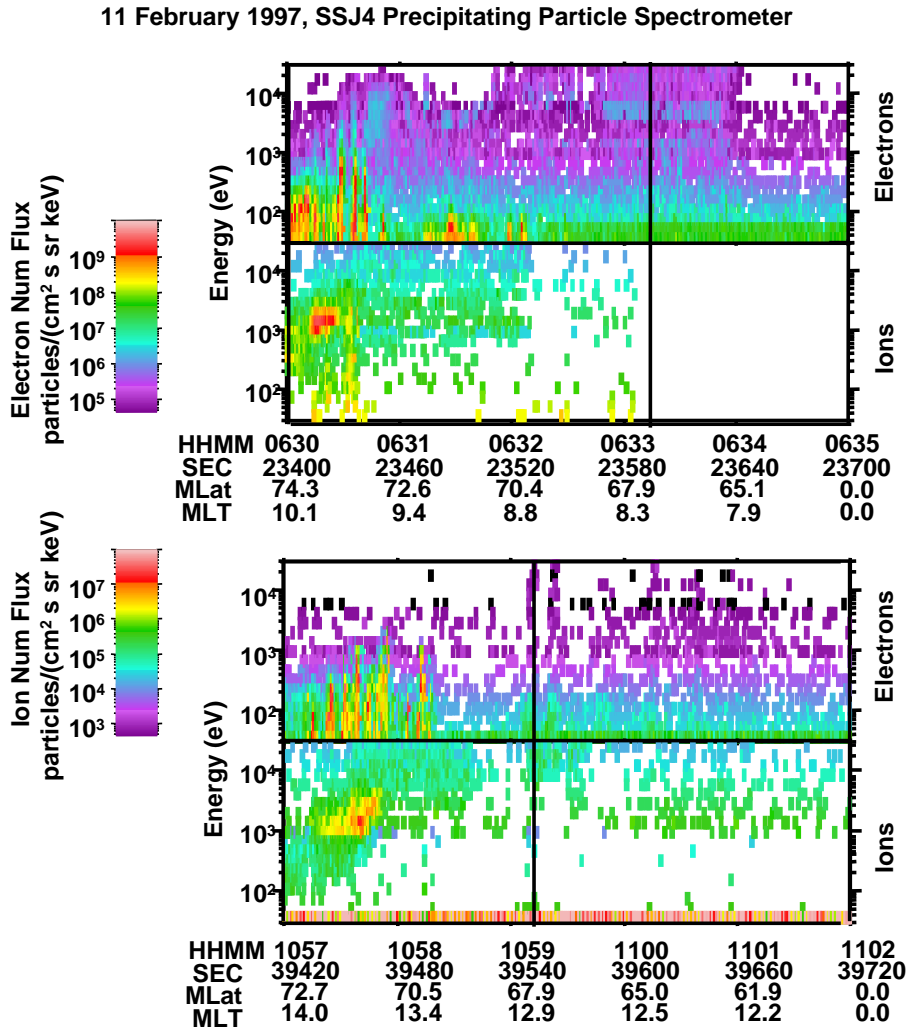 11 February 1997, SSJ4 Precipitating Particle Spectrometer
Electron Num Flux
particles/(cm² s sr keV)
10⁹
10⁸
10⁷
10⁶
10⁵
Energy (eV)
10⁴
10³
10²
Electrons
10⁴
10³
10²
Ions
HHMM 0630 0631 0632 0633 0634 0635
SEC 23400 23460 23520 23580 23640 23700
MLat 74.3 72.6 70.4 67.9 65.1 0.0
MLT 10.1 9.4 8.8 8.3 7.9 0.0
Ion Num Flux
particles/(cm² s sr keV)
10⁷
10⁶
10⁵
10⁴
10³
Energy (eV)
10⁴
10³
10²
Electrons
10⁴
10³
10²
Ions
HHMM 1057 1058 1059 1100 1101 1102
SEC 39420 39480 39540 39600 39660 39720
MLat 72.7 70.5 67.9 65.0 61.9 0.0
MLT 14.0 13.4 12.9 12.5 12.2 0.0